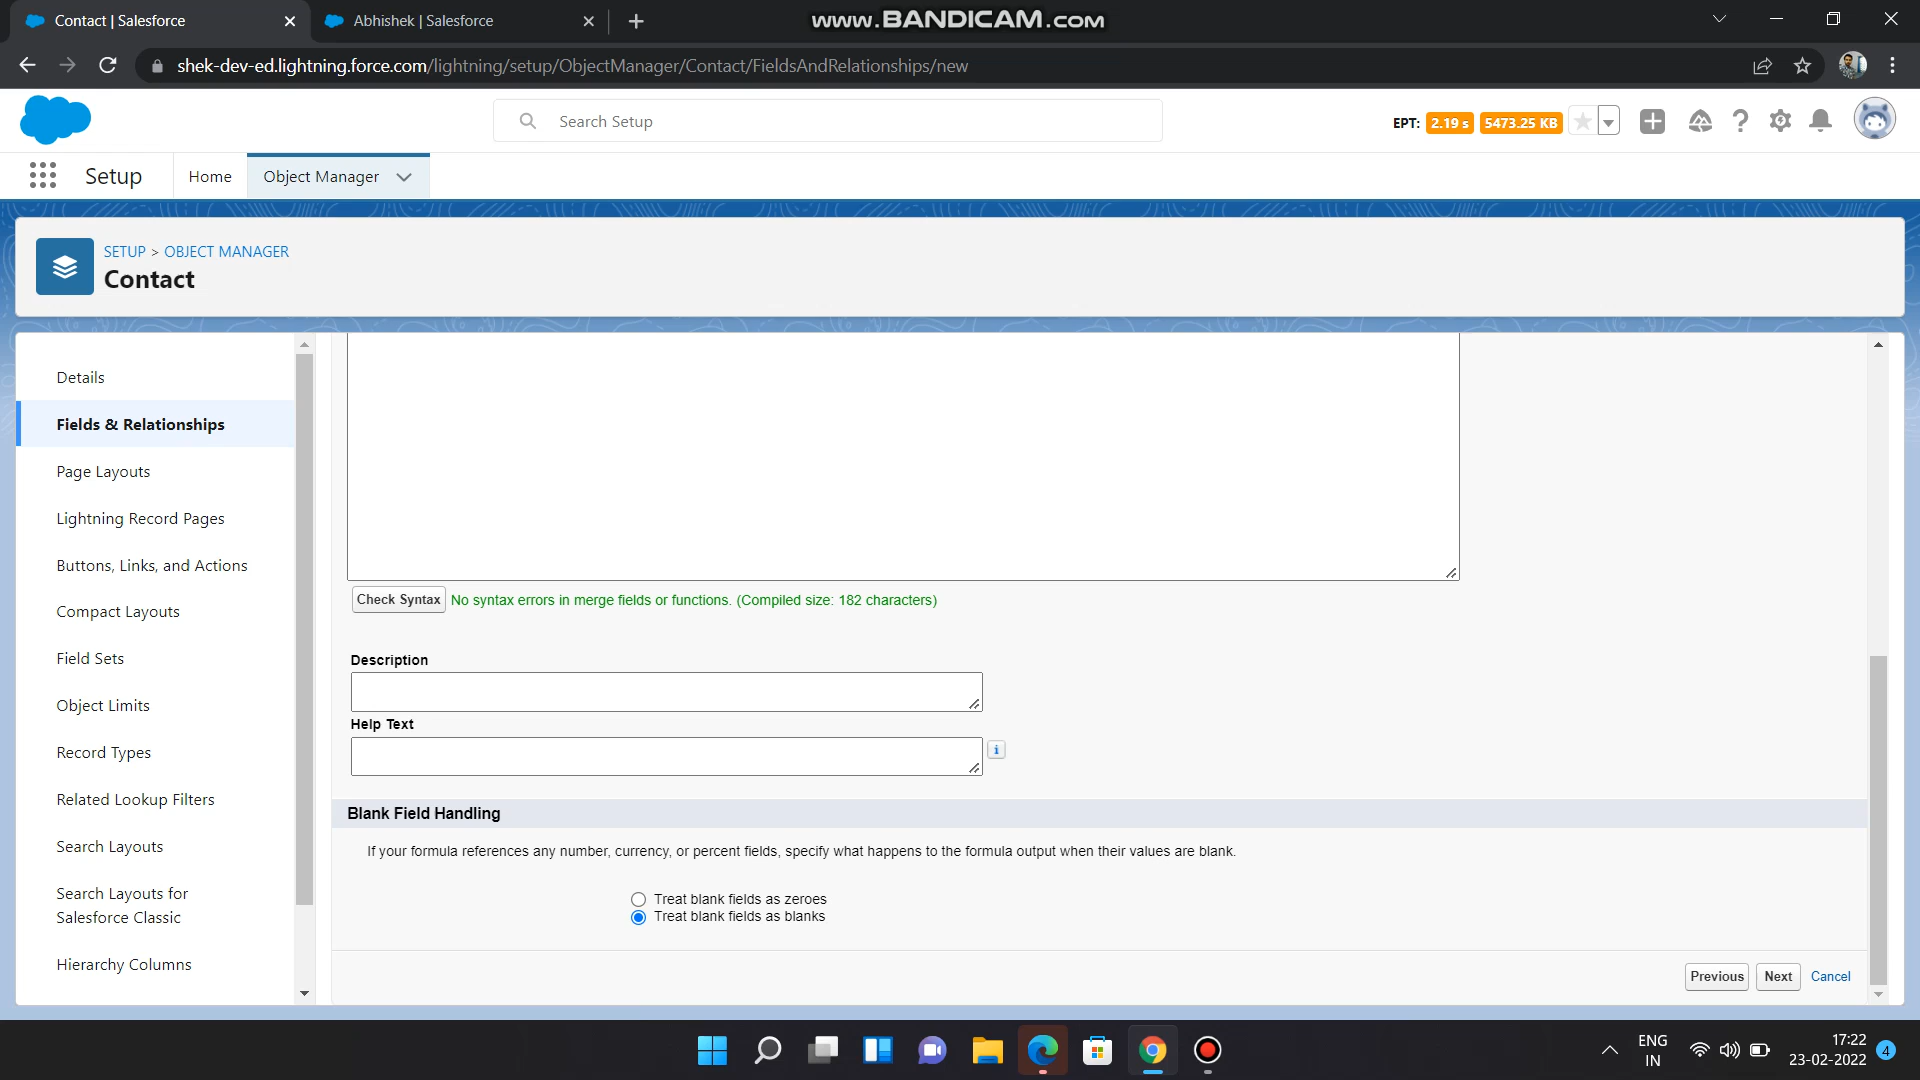 Contact | Salesforce
Abhishek | Salesforce
www.BANDICAM.COM
shek-dev-ed.lightning.force.com/lightning/setup/ObjectManager/Contact/FieldsAndRelationships/new
Search Setup
EPT: 2.19 s 5473.25 KB
Setup
Home
Object Manager
SETUP > OBJECT MANAGER
Contact
Details
Fields & Relationships
Page Layouts
Lightning Record Pages
Buttons, Links, and Actions
Compact Layouts
Field Sets
Object Limits
Record Types
Related Lookup Filters
Search Layouts
Search Layouts for
Salesforce Classic
Hierarchy Columns
Check Syntax No syntax errors in merge fields or functions. (Compiled size: 182 characters)
Description
Help Text
i
Blank Field Handling
If your formula references any number, currency, or percent fields, specify what happens to the formula output when their values are blank.
Treat blank fields as zeroes
Treat blank fields as blanks
Previous Next Cancel
ENG
IN
17:22
23-02-2022
4